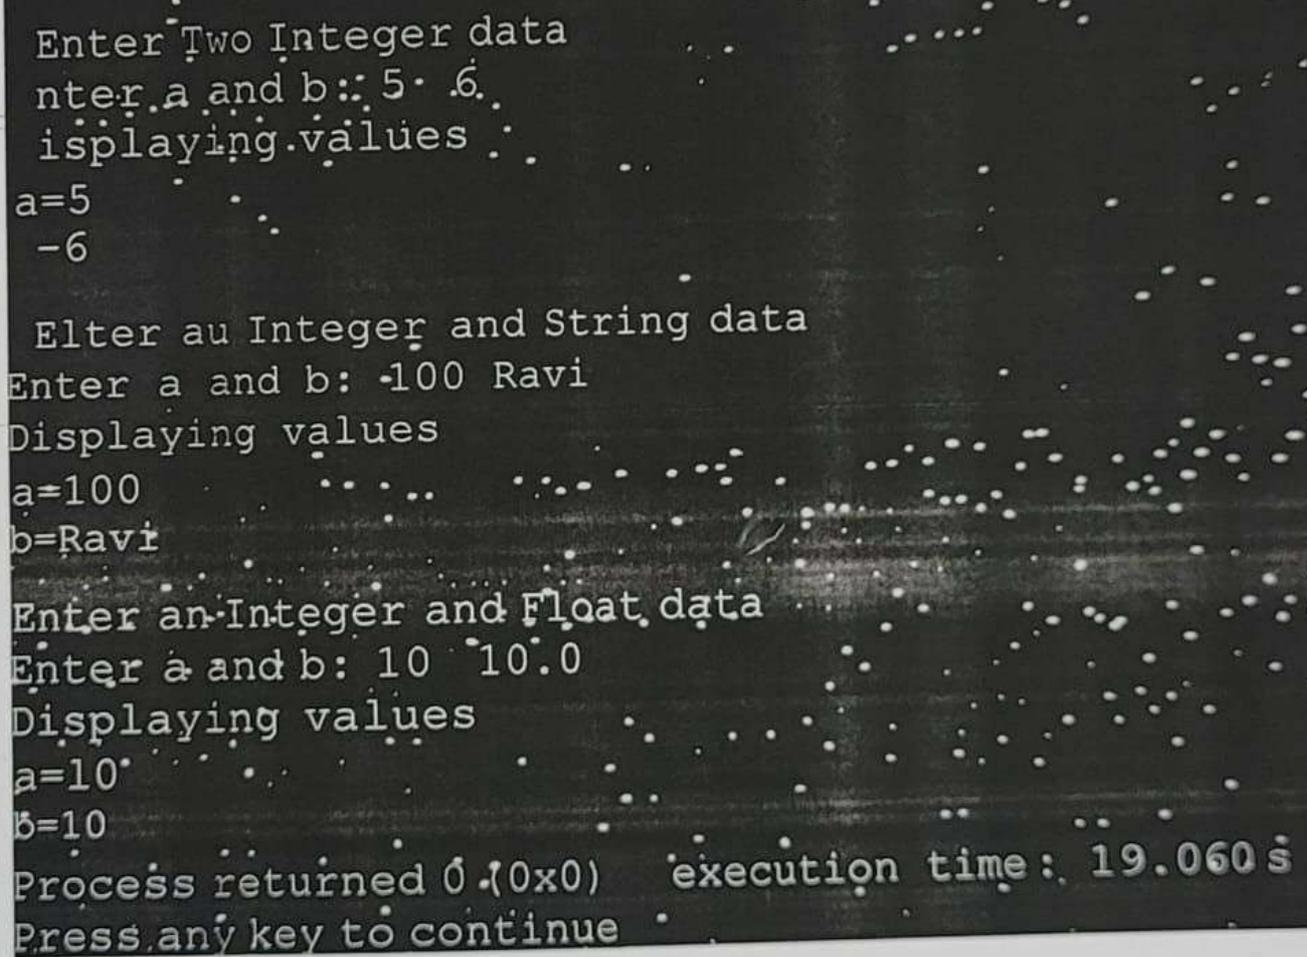 Enter Two Integer data
nter a and b: 5 6
isplaying values
a=5
-6
Elter au Integer and String data
Enter a and b: 100 Ravi
Displaying values
a=100
b=Ravi
Enter an Integer and Float data
Enter a and b: 10 10.0
Displaying values
a=10
b=10
Process returned 0 (0x0) execution time: 19.060 s
Press any key to continue